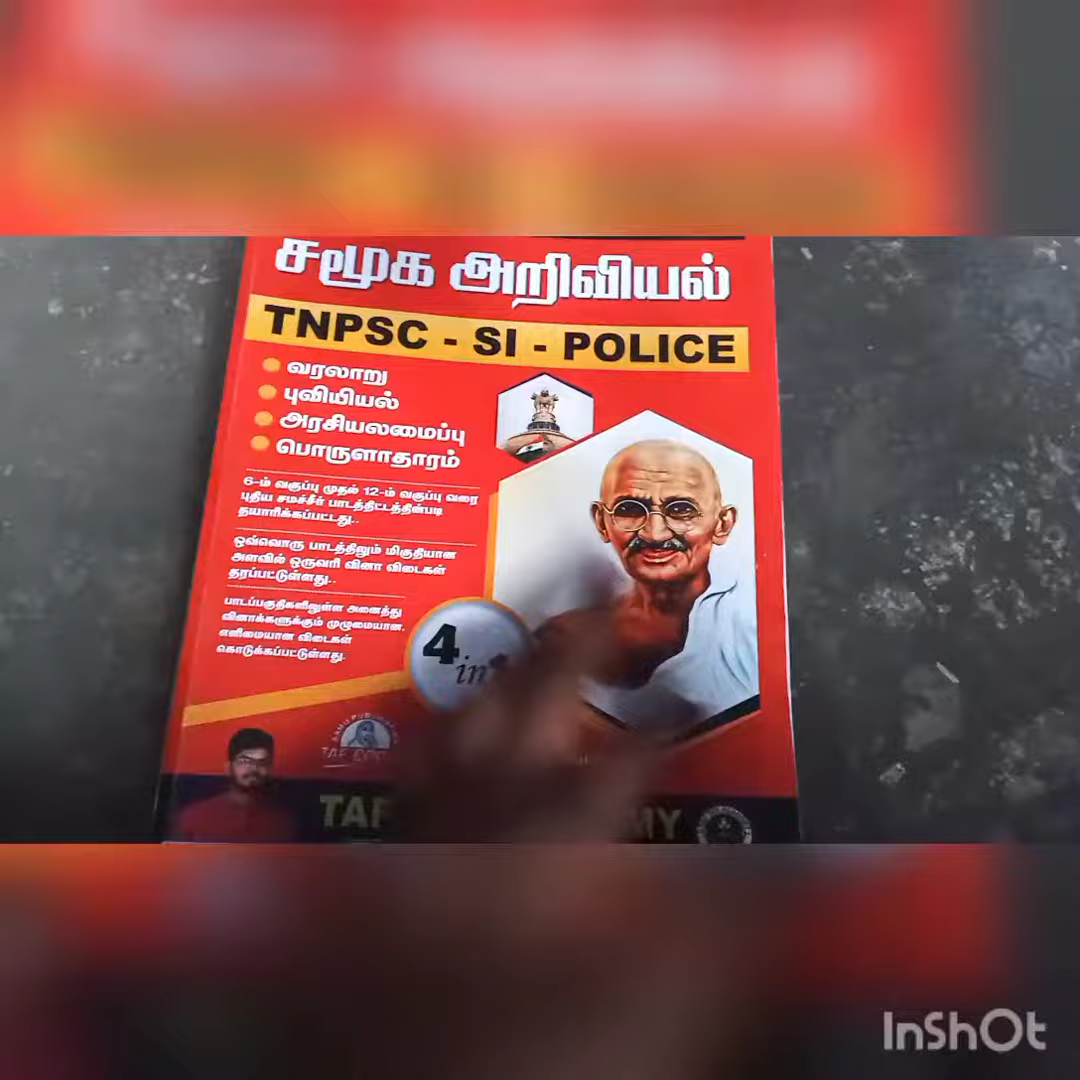 சமூக அறிவியல்
TNPSC - SI - POLICE
வரலாறு
புவியியல்
அரசியலமைப்பு
பொருளாதாரம்
6-ம் வகுப்பு முதல் 12-ம் வகுப்பு வரை
புதிய சமச்சீர் பாடத்திட்டத்தின்படி
தயாரிக்கப்பட்டது..
ஒவ்வொரு பாடத்திலும் மிகுதியான
அளவில் ஒருவரி வினா விடைகள்
தரப்பட்டுள்ளது..
பாடப்பகுதிகளிலுள்ள அனைத்து
வினாக்களுக்கும் முழுமையான,
எளிமையான விடைகள்
கொடுக்கப்பட்டுள்ளது.
4 in
InShOt